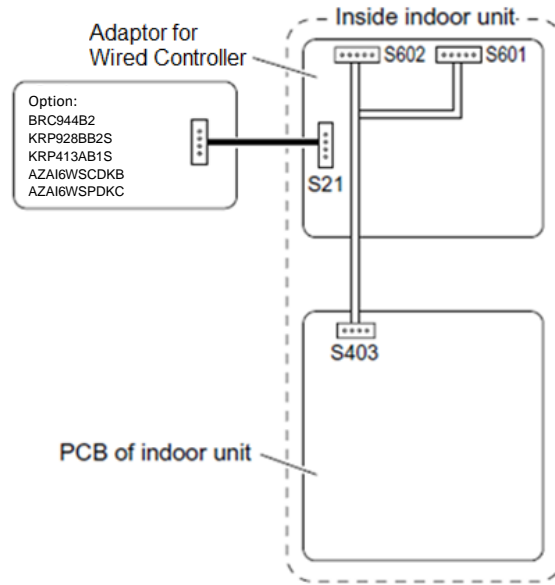 Inside indoor unit
Adaptor for
Wired Controller
S602
S601
Option:
BRC944B2
KRP928BB2S
KRP413AB1S
AZAI6WSCDKB
AZAI6WSPDKC
S21
S403
PCB of indoor unit